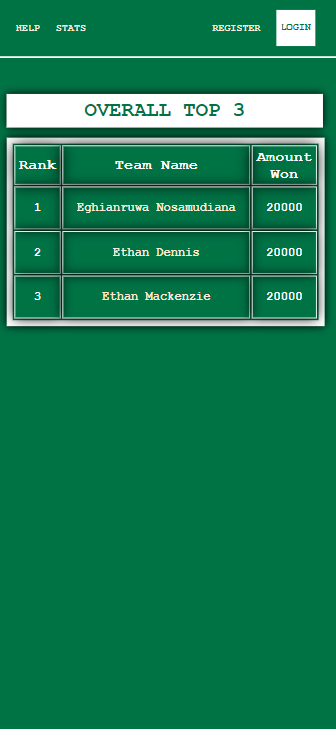 HELP STATS REGISTER LOGIN
OVERALL TOP 3
Rank Team Name Amount Won
1 Eghianruwa Nosamudiana 20000
2 Ethan Dennis 20000
3 Ethan Mackenzie 20000